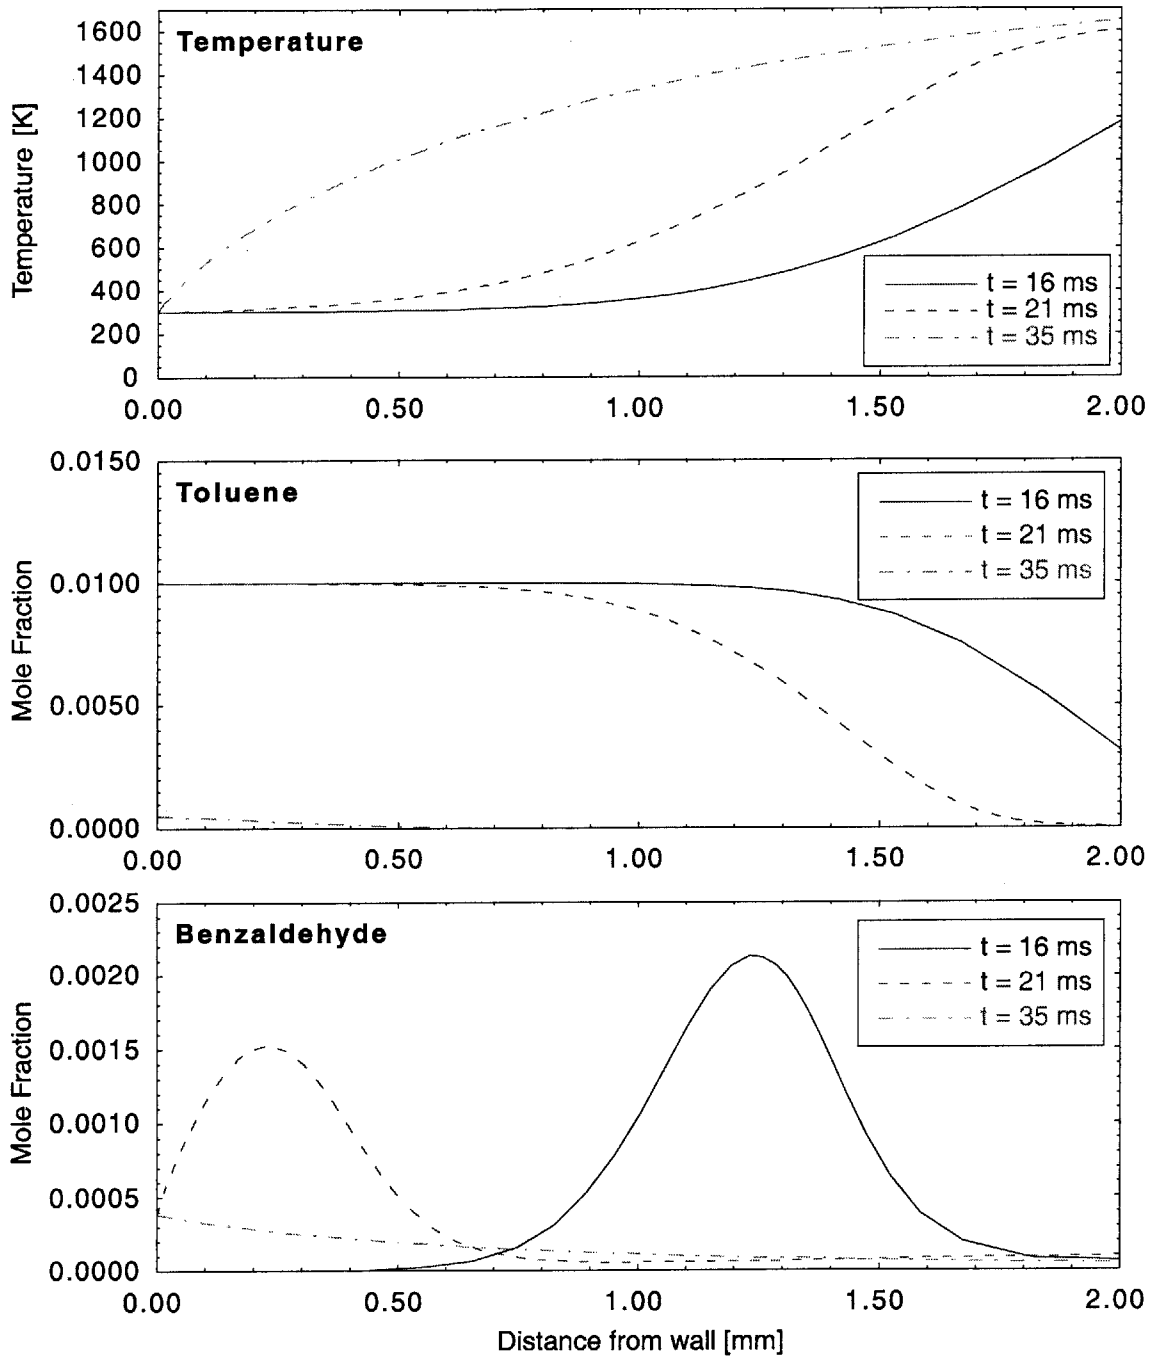 Temperature
1600
1400
1200
1000
800
600
400
200
0
Temperature [K]
t = 16 ms
t = 21 ms
t = 35 ms
0.00 0.50 1.00 1.50 2.00
Toluene
0.0150
0.0100
0.0050
0.0000
Mole Fraction
t = 16 ms
t = 21 ms
t = 35 ms
0.00 0.50 1.00 1.50 2.00
Benzaldehyde
0.0025
0.0020
0.0015
0.0010
0.0005
0.0000
Mole Fraction
t = 16 ms
t = 21 ms
t = 35 ms
0.00 0.50 1.00 1.50 2.00
Distance from wall [mm]